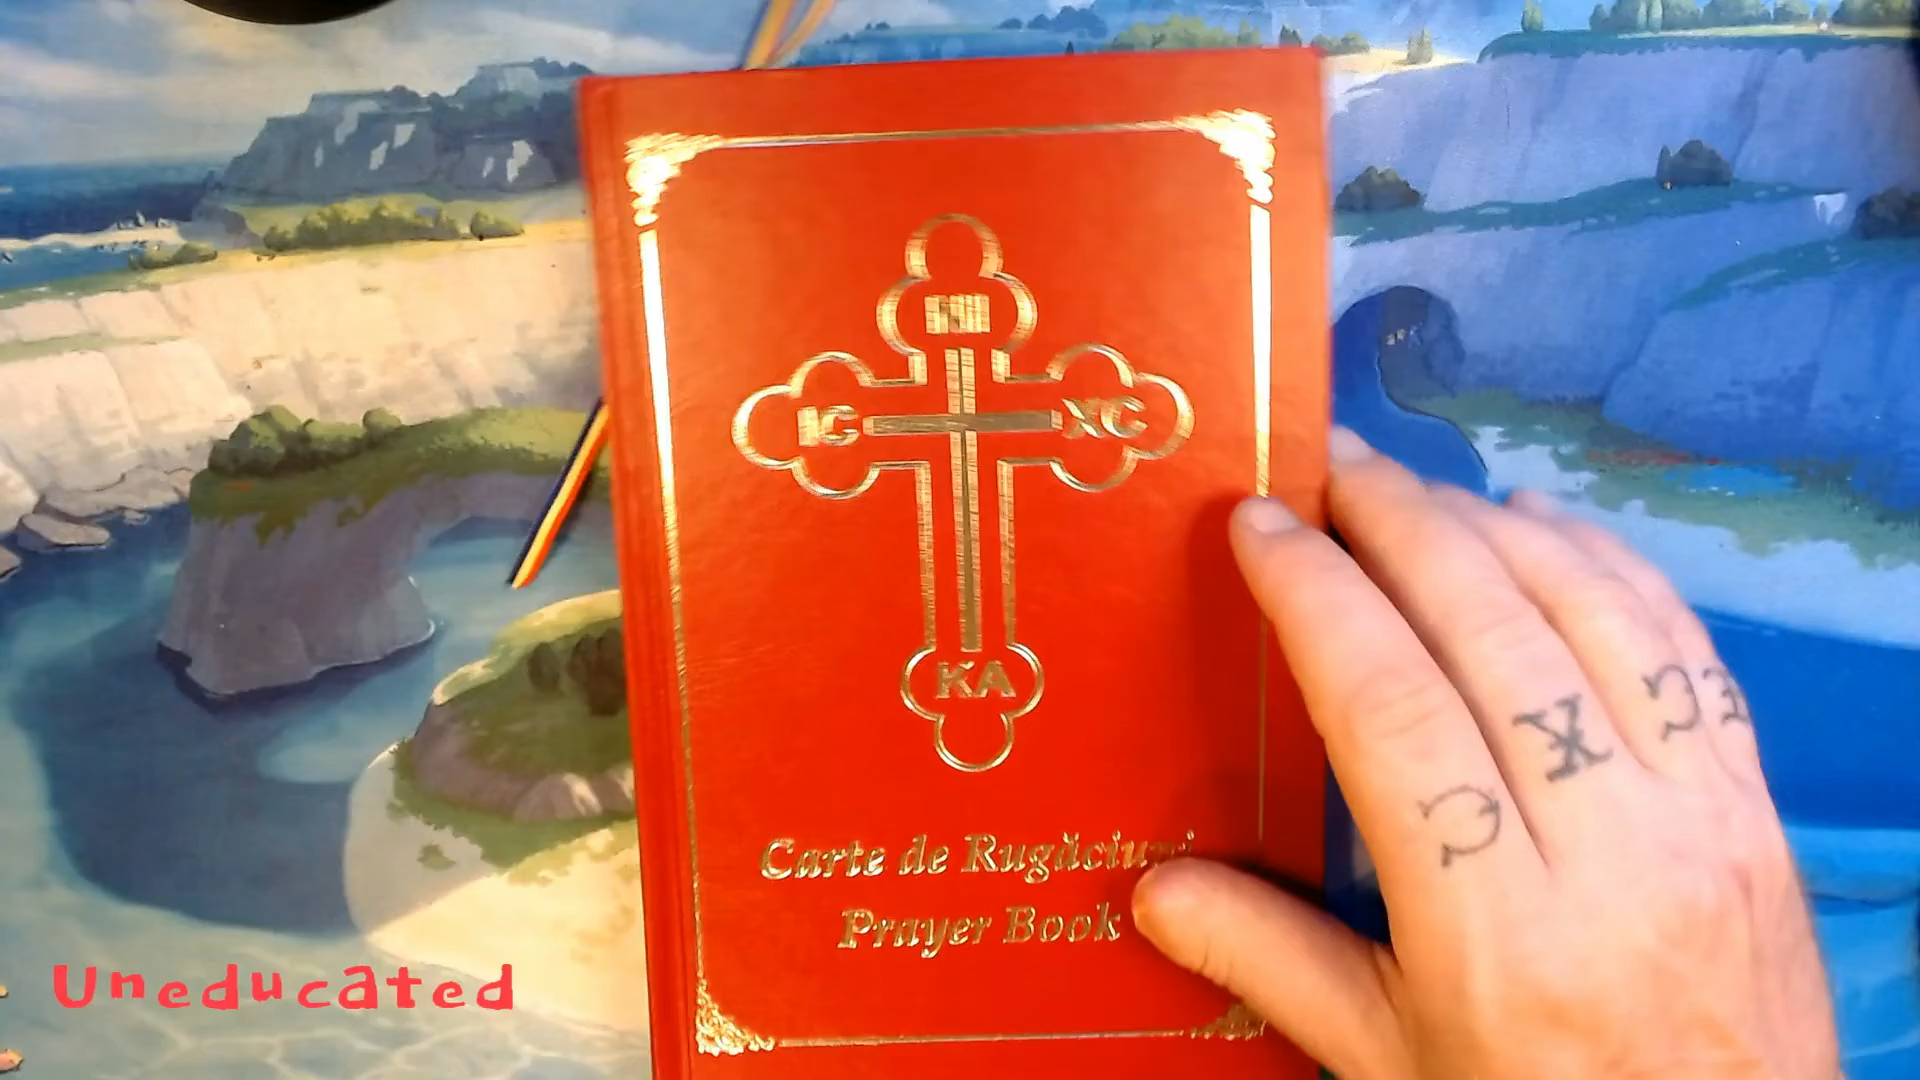 IC XC
KA
Carte de Rugăciuni
Prayer Book
Uneducated